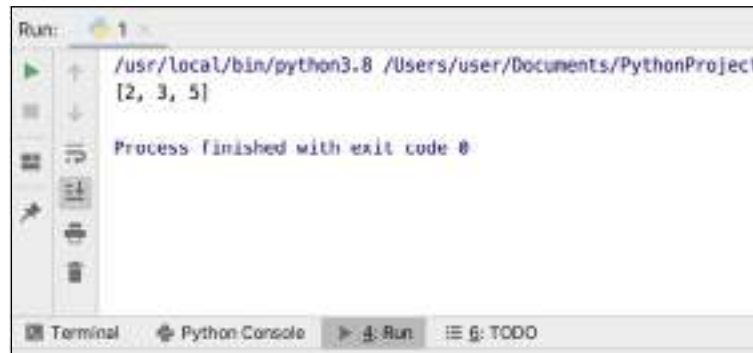 Run: 1
/usr/local/bin/python3.8 /Users/user/Documents/PythonProject
[2, 3, 5]
Process finished with exit code 0
Terminal Python Console 4: Run 6: TODO